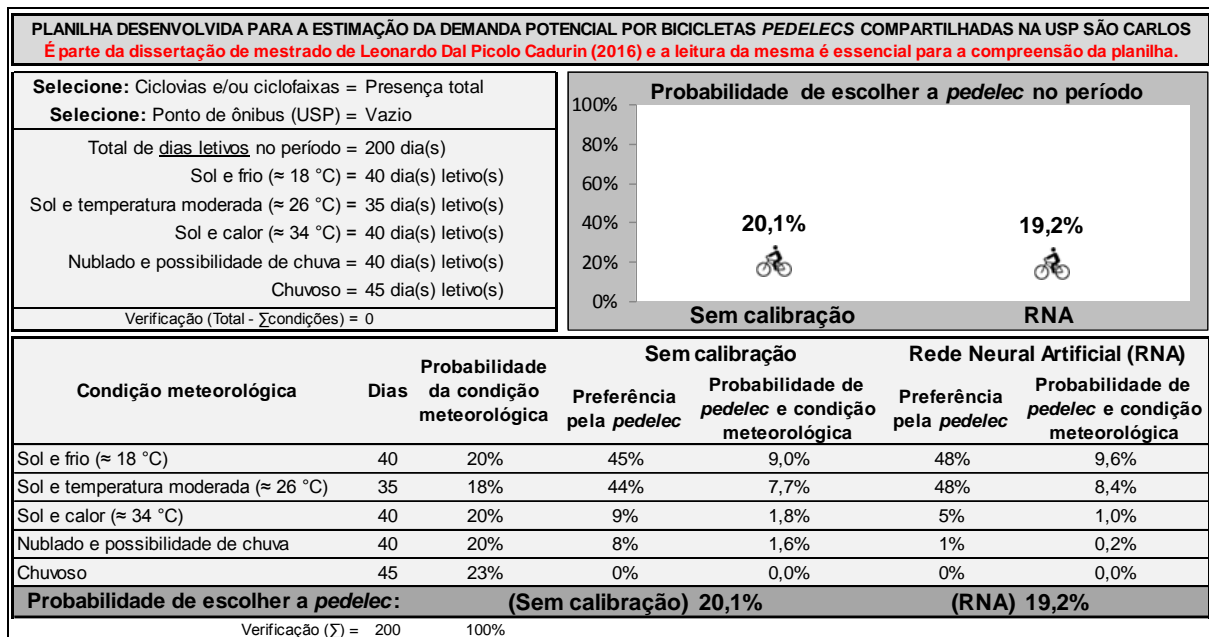 PLANILHA DESENVOLVIDA PARA A ESTIMAÇÃO DA DEMANDA POTENCIAL POR BICICLETAS PEDELECS COMPARTILHADAS NA USP SÃO CARLOS
É parte da dissertação de mestrado de Leonardo Dal Picolo Cadurin (2016) e a leitura da mesma é essencial para a compreensão da planilha.
Selecione: Ciclovias e/ou ciclofaixas = Presença total
Selecione: Ponto de ônibus (USP) = Vazio
Total de dias letivos no período = 200 dia(s)
Sol e frio (≈ 18 °C) = 40 dia(s) letivo(s)
Sol e temperatura moderada (≈ 26 °C) = 35 dia(s) letivo(s)
Sol e calor (≈ 34 °C) = 40 dia(s) letivo(s)
Nublado e possibilidade de chuva = 40 dia(s) letivo(s)
Chuvoso = 45 dia(s) letivo(s)
Verificação (Total - ∑condições) = 0
Probabilidade de escolher a pedelec no período
100%
80%
60%
40%
20%
0%
20,1%
19,2%
Sem calibração
RNA
Condição meteorológica
Dias
Probabilidade
da condição
meteorológica
Sem calibração
Rede Neural Artificial (RNA)
Preferência
pela pedelec
Probabilidade de
pedelec e condição
meteorológica
Preferência
pela pedelec
Probabilidade de
pedelec e condição
meteorológica
Sol e frio (≈ 18 °C) 40 20% 45% 9,0% 48% 9,6%
Sol e temperatura moderada (≈ 26 °C) 35 18% 44% 7,7% 48% 8,4%
Sol e calor (≈ 34 °C) 40 20% 9% 1,8% 5% 1,0%
Nublado e possibilidade de chuva 40 20% 8% 1,6% 1% 0,2%
Chuvoso 45 23% 0% 0,0% 0% 0,0%
Probabilidade de escolher a pedelec: (Sem calibração) 20,1% (RNA) 19,2%
Verificação (∑) = 200 100%